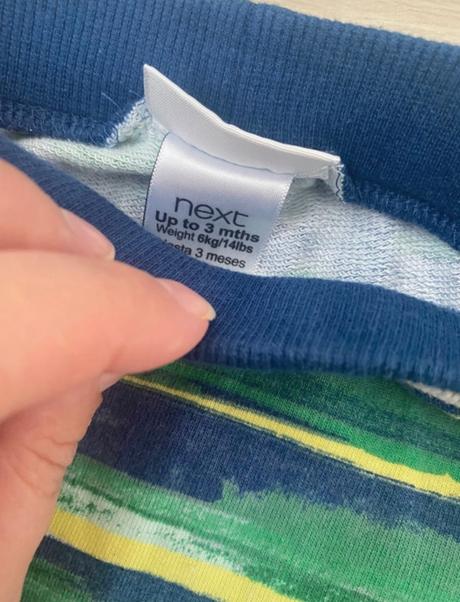 next
Up to 3 mths
Weight 6kg/14lbs
3 meses